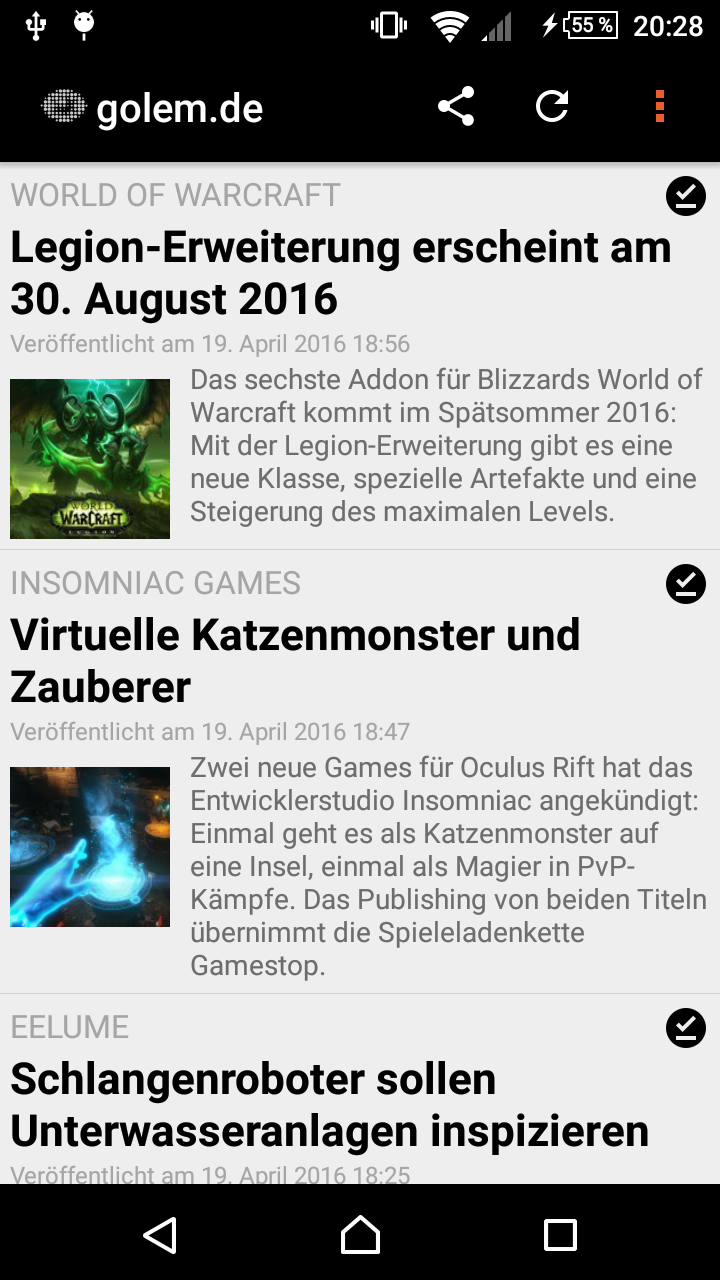 55 %
20:28
golem.de
WORLD OF WARCRAFT
Legion-Erweiterung erscheint am
30. August 2016
Veröffentlicht am 19. April 2016 18:56
Das sechste Addon für Blizzards World of
Warcraft kommt im Spätsommer 2016:
Mit der Legion-Erweiterung gibt es eine
neue Klasse, spezielle Artefakte und eine
Steigerung des maximalen Levels.
WORLD
WARCRAFT
LEGION
INSOMNIAC GAMES
Virtuelle Katzenmonster und
Zauberer
Veröffentlicht am 19. April 2016 18:47
Zwei neue Games für Oculus Rift hat das
Entwicklerstudio Insomniac angekündigt:
Einmal geht es als Katzenmonster auf
eine Insel, einmal als Magier in PvP-
Kämpfe. Das Publishing von beiden Titeln
übernimmt die Spieleladenkette
Gamestop.
EELUME
Schlangenroboter sollen
Unterwasseranlagen inspizieren
Veröffentlicht am 19. April 2016 18:25